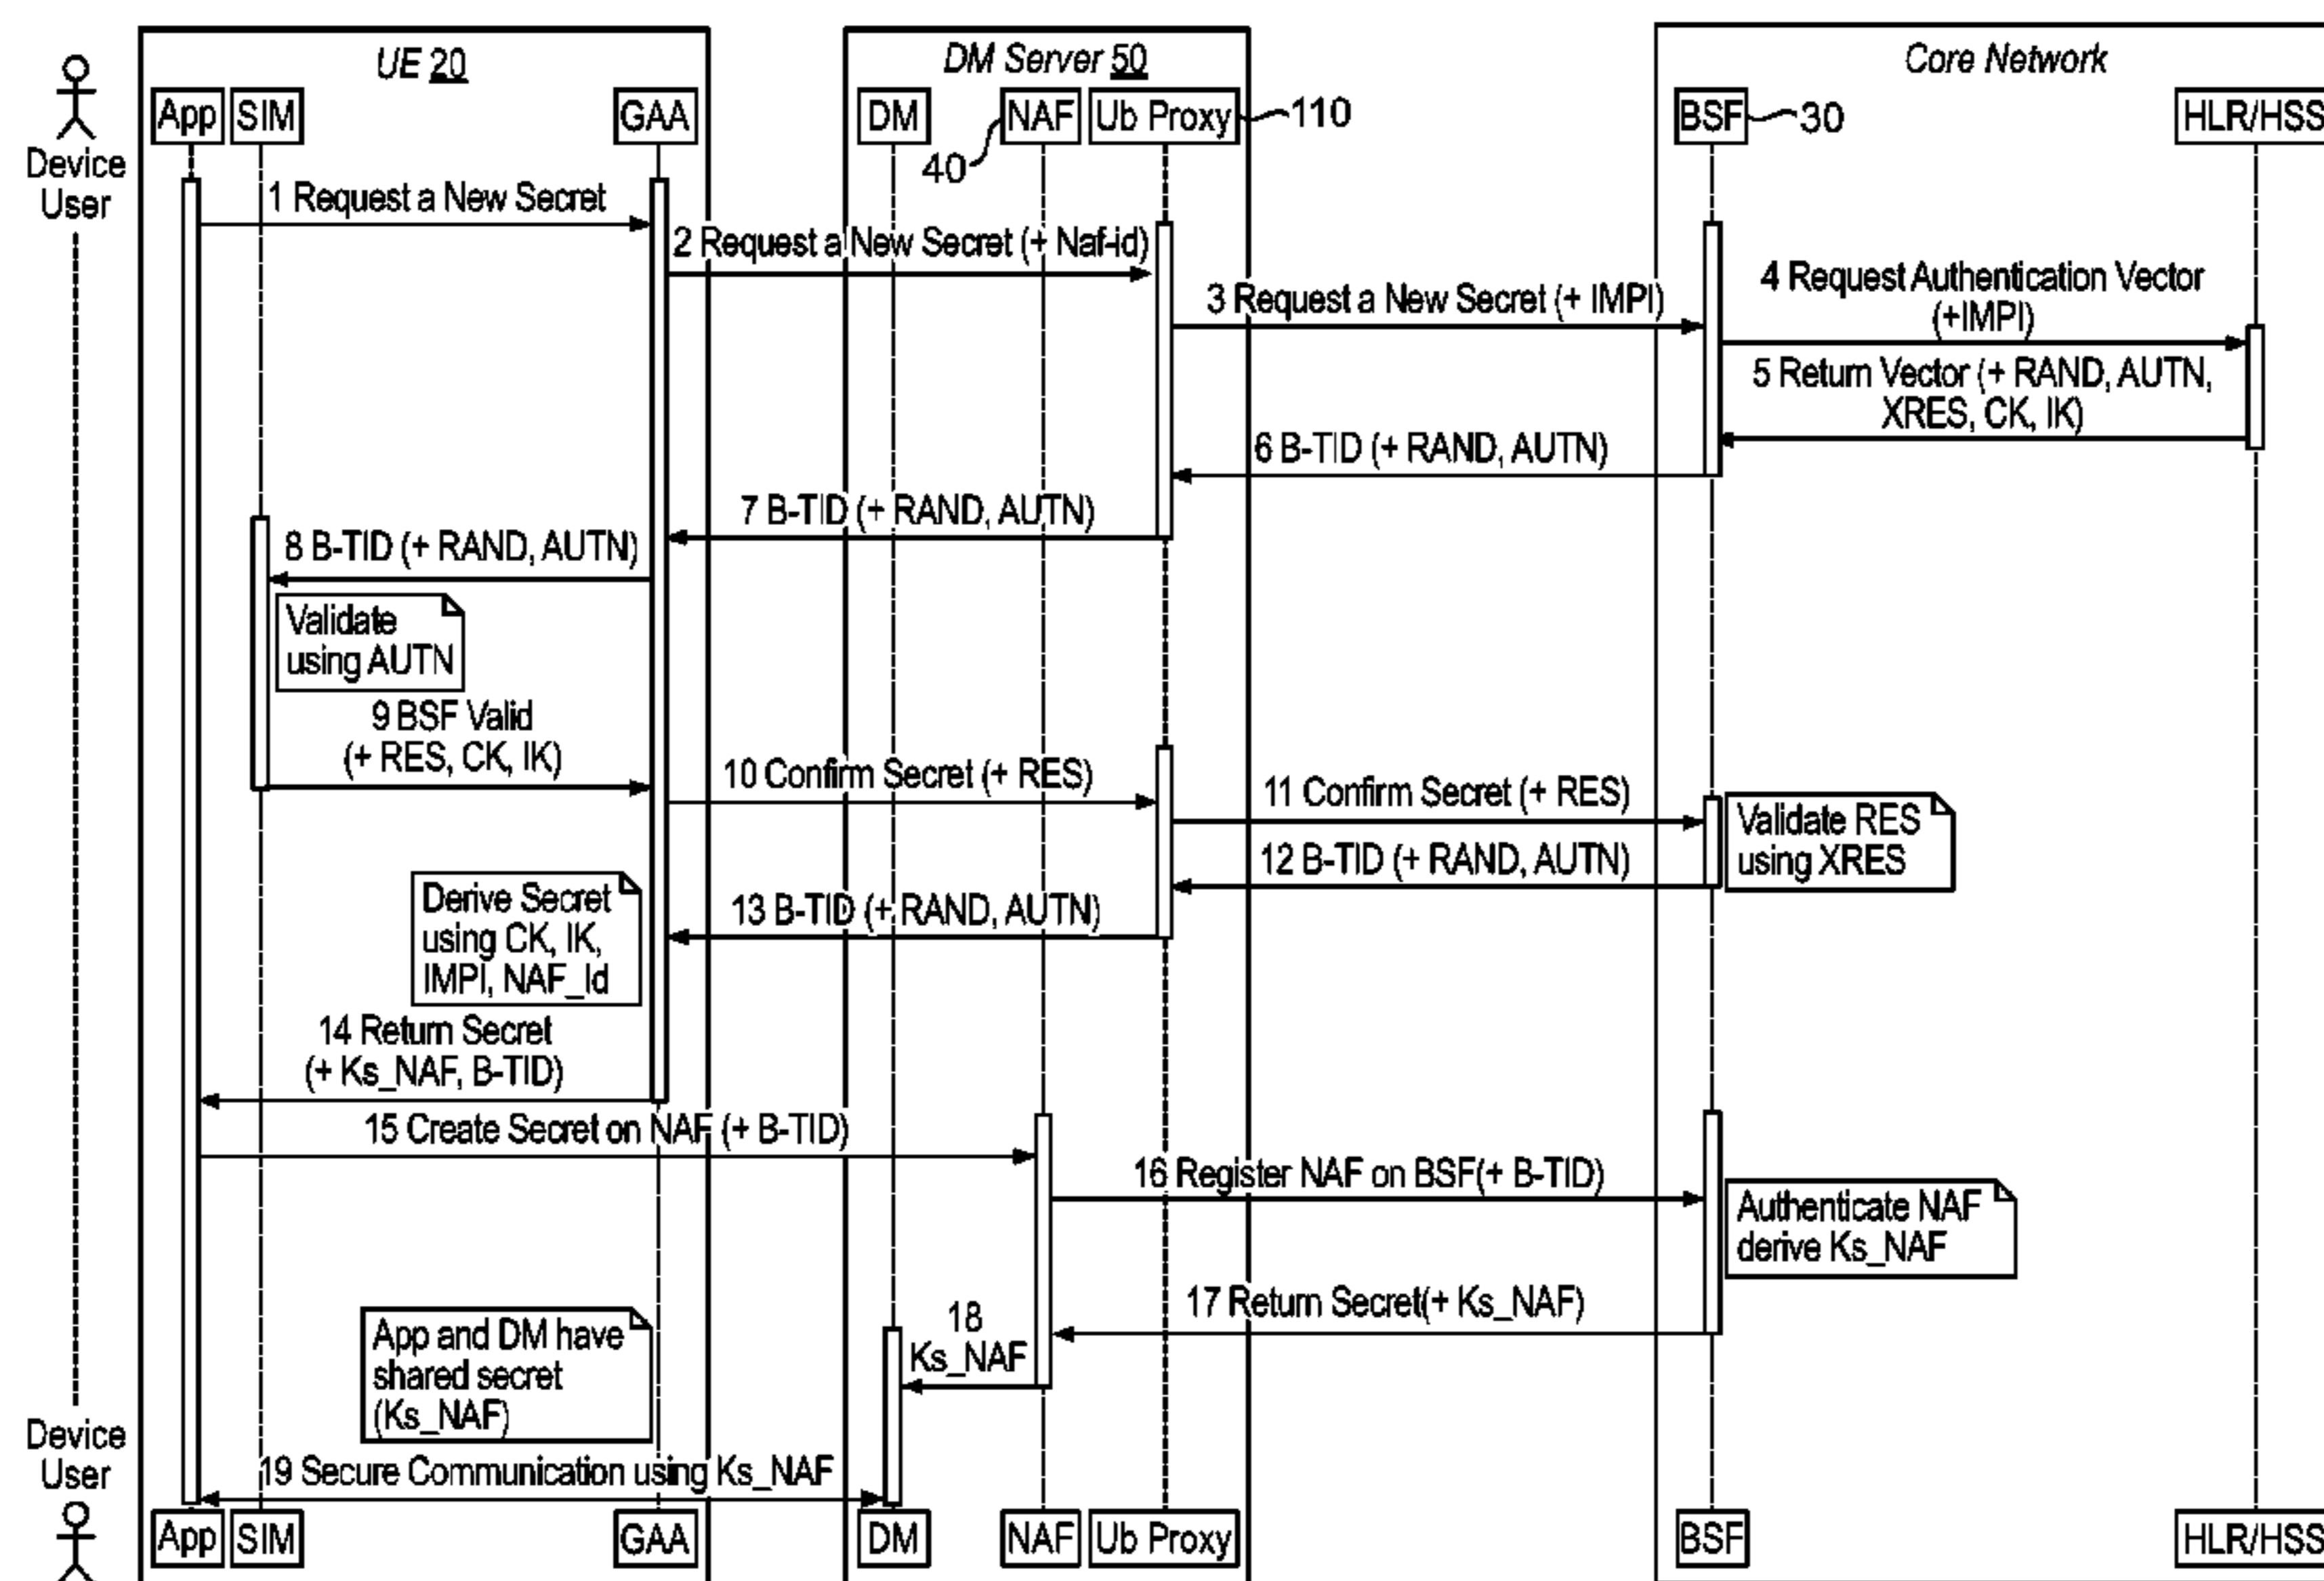 UE 20
DM Server 50
Core Network
Device
User
App
SIM
GAA
DM
NAF
Ub Proxy
110
BSF
30
HLR/HSS
40
1 Request a New Secret
2 Request a New Secret (+ Naf-id)
3 Request a New Secret (+ IMPI)
4 Request Authentication Vector
(+IMPI)
5 Return Vector (+ RAND, AUTN,
XRES, CK, IK)
6 B-TID (+ RAND, AUTN)
7 B-TID (+ RAND, AUTN)
8 B-TID (+ RAND, AUTN)
Validate
using AUTN
9 BSF Valid
(+ RES, CK, IK)
10 Confirm Secret (+ RES)
11 Confirm Secret (+ RES)
Validate RES
using XRES
12 B-TID (+ RAND, AUTN)
13 B-TID (+ RAND, AUTN)
Derive Secret
using CK, IK,
IMPI, NAF_Id
14 Return Secret
(+ Ks_NAF, B-TID)
15 Create Secret on NAF (+ B-TID)
16 Register NAF on BSF(+ B-TID)
Authenticate NAF
derive Ks_NAF
17 Return Secret(+ Ks_NAF)
18
Ks_NAF
App and DM have
shared secret
(Ks_NAF)
19 Secure Communication using Ks_NAF
Device
User
App
SIM
GAA
DM
NAF
Ub Proxy
BSF
HLR/HSS